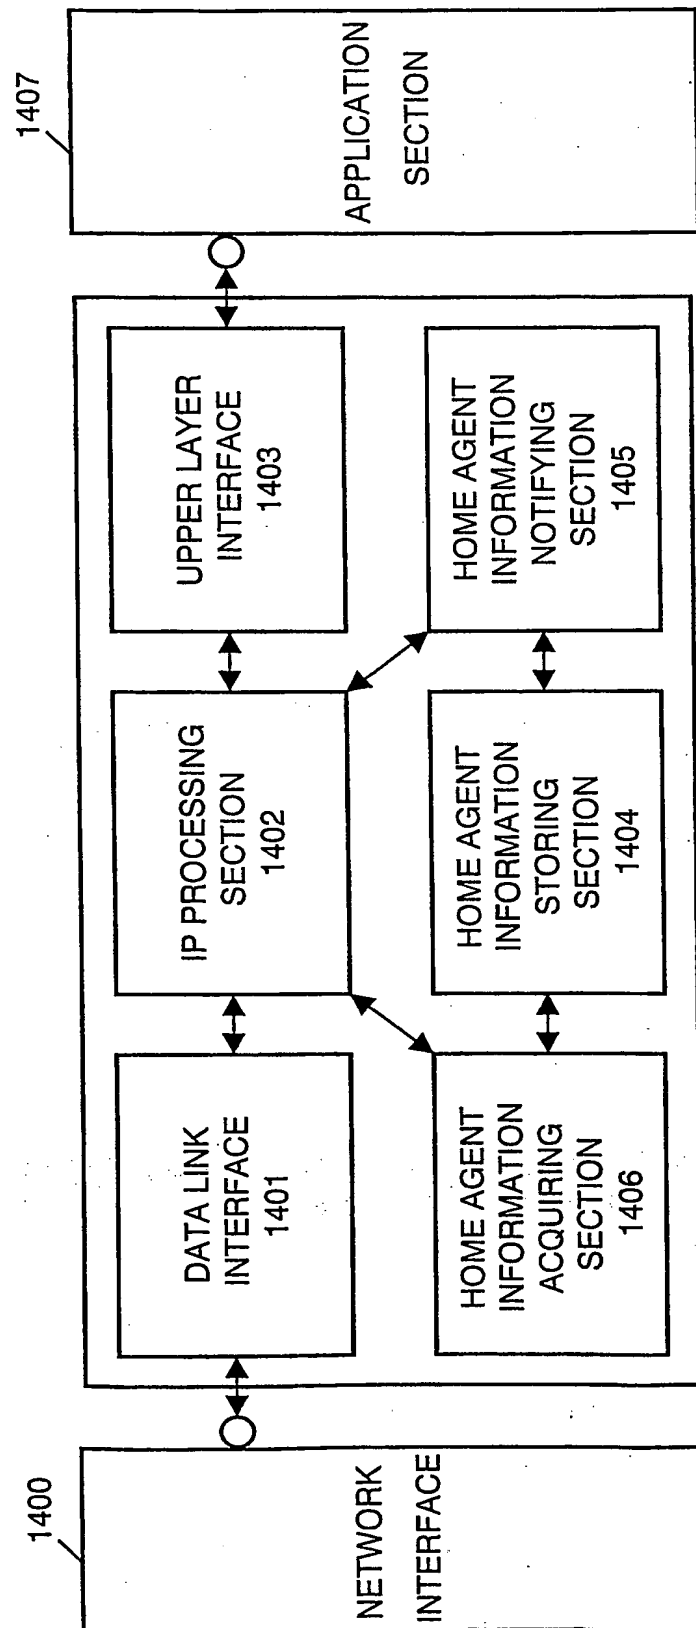 1400
NETWORK
INTERFACE
DATA LINK
INTERFACE
1401
IP PROCESSING
SECTION
1402
UPPER LAYER
INTERFACE
1403
HOME AGENT
INFORMATION
ACQUIRING
SECTION
1406
HOME AGENT
INFORMATION
STORING
SECTION
1404
HOME AGENT
INFORMATION
NOTIFYING
SECTION
1405
1407
APPLICATION
SECTION